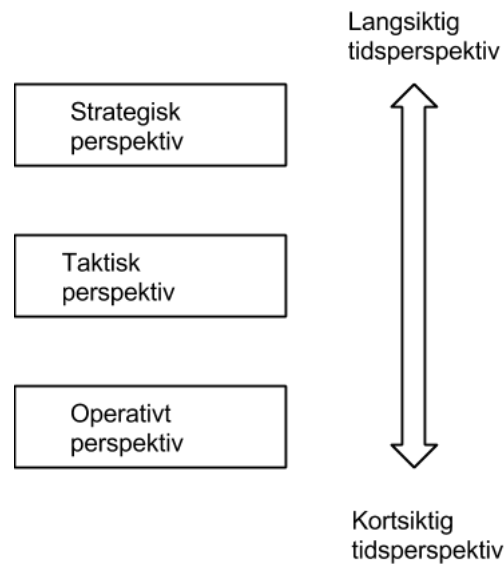 Langsiktig
tidsperspektiv
Strategisk
perspektiv
Taktisk
perspektiv
Operativt
perspektiv
Kortsiktig
tidsperspektiv